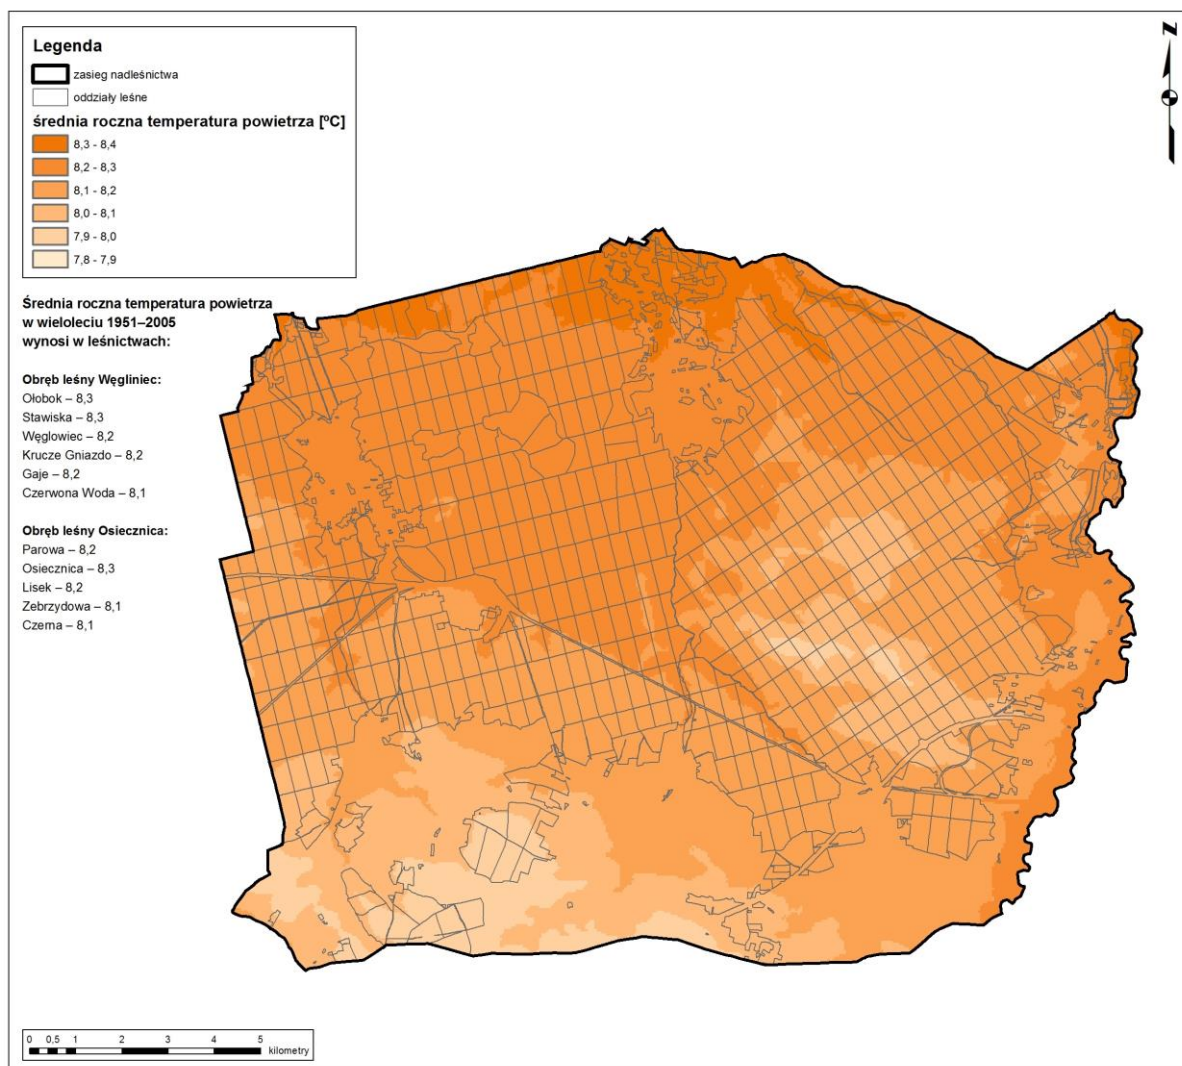 Legenda
zasięg nadleśnictwa
oddziały leśne
średnia roczna temperatura powietrza [°C]
8,3 - 8,4
8,2 - 8,3
8,1 - 8,2
8,0 - 8,1
7,9 - 8,0
7,8 - 7,9
N
Średnia roczna temperatura powietrza
w wieloleciu 1951–2005
wynosi w leśnictwach:
Obręb leśny Węgliniec:
Ołobok – 8,3
Stawiska – 8,3
Węglowiec – 8,2
Krucze Gniazdo – 8,2
Gaje – 8,2
Czerwona Woda – 8,1
Obręb leśny Osiecznica:
Parowa – 8,2
Osiecznica – 8,3
Lisek – 8,2
Zebrzydowa – 8,1
Czerna – 8,1
0 0,5 1 2 3 4 5
kilometry